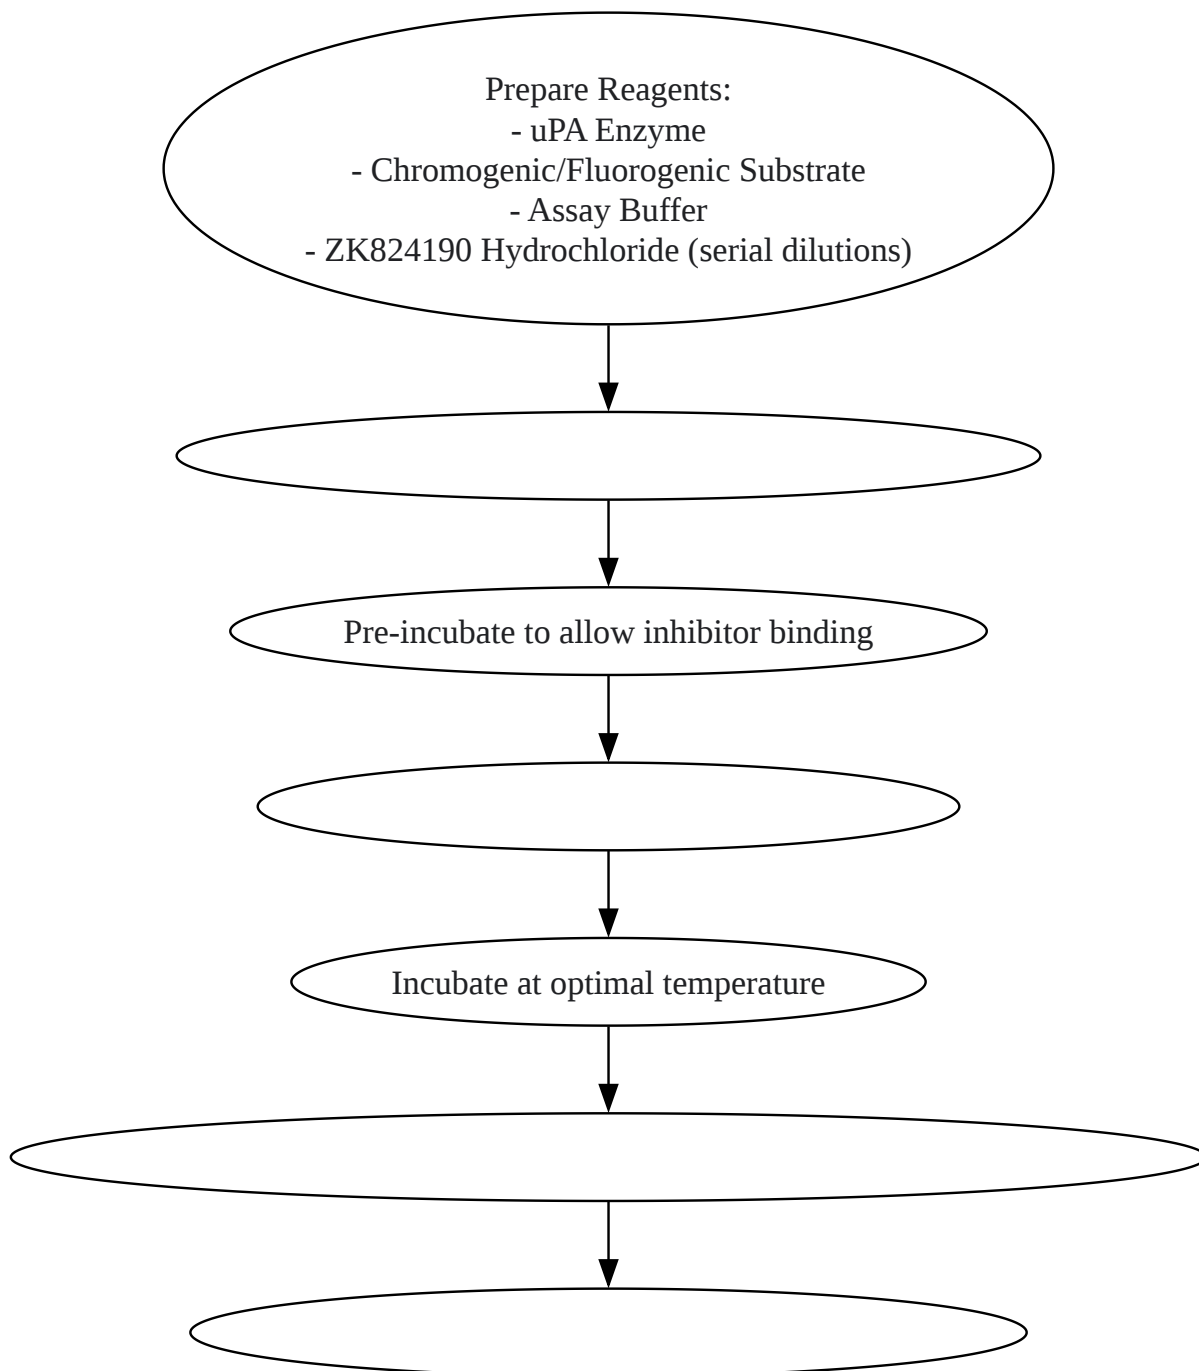 Prepare Reagents:
- uPA Enzyme
- Chromogenic/Fluorogenic Substrate
- Assay Buffer
- ZK824190 Hydrochloride (serial dilutions)
Pre-incubate to allow inhibitor binding
Incubate at optimal temperature